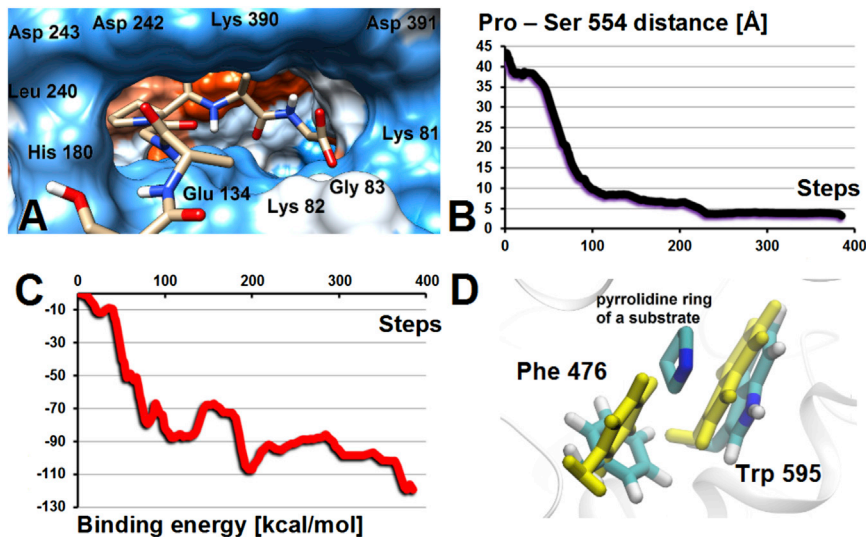 Asp 243
Asp 242
Lys 390
Asp 391
Leu 240
Lys 81
His 180
Glu 134
Gly 83
Lys 82
A
Pro – Ser 554 distance [Å]
45
40
35
30
25
20
15
10
5
0
Steps
0 100 200 300 400
B
C
0 100 200 300 400
Steps
-10
-30
-50
-70
-90
-110
-130
Binding energy [kcal/mol]
D
pyrrolidine ring
of a substrate
Phe 476
Trp 595